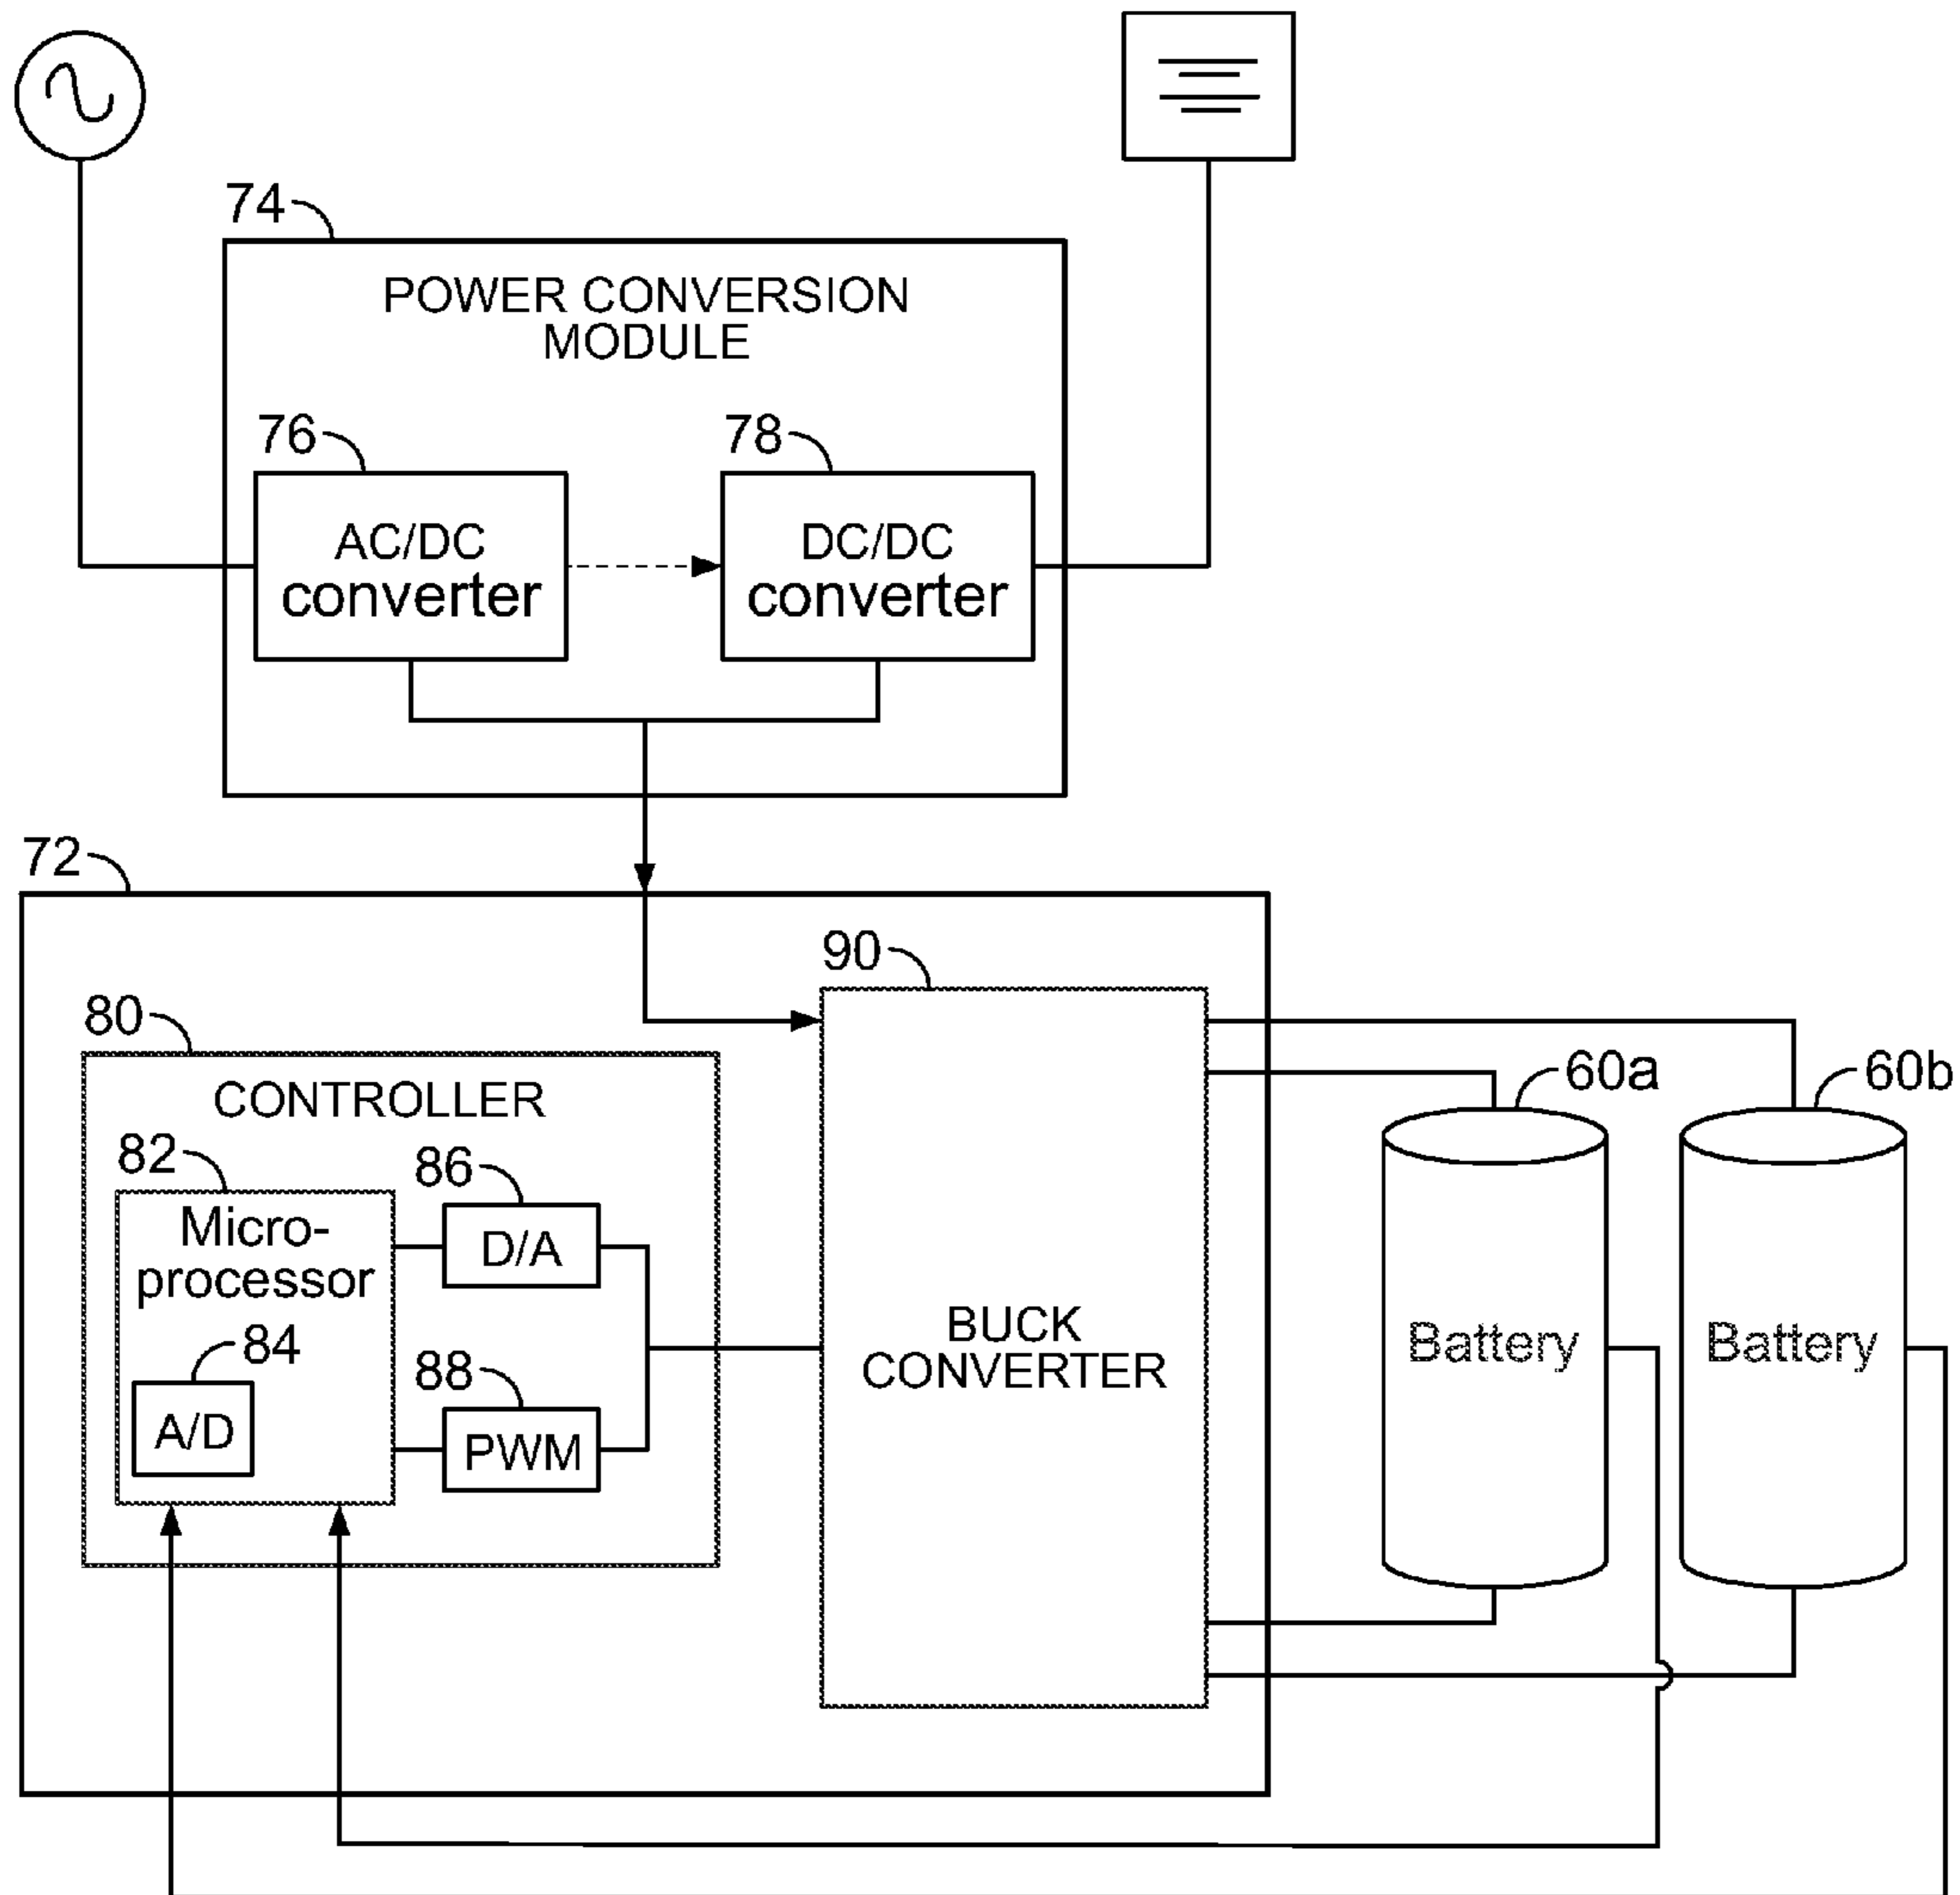 74
POWER CONVERSION
MODULE
76
78
AC/DC
converter
DC/DC
converter
72
90
80
CONTROLLER
60a
60b
82
86
Micro-
processor
D/A
84
88
A/D
PWM
BUCK
CONVERTER
Battery
Battery